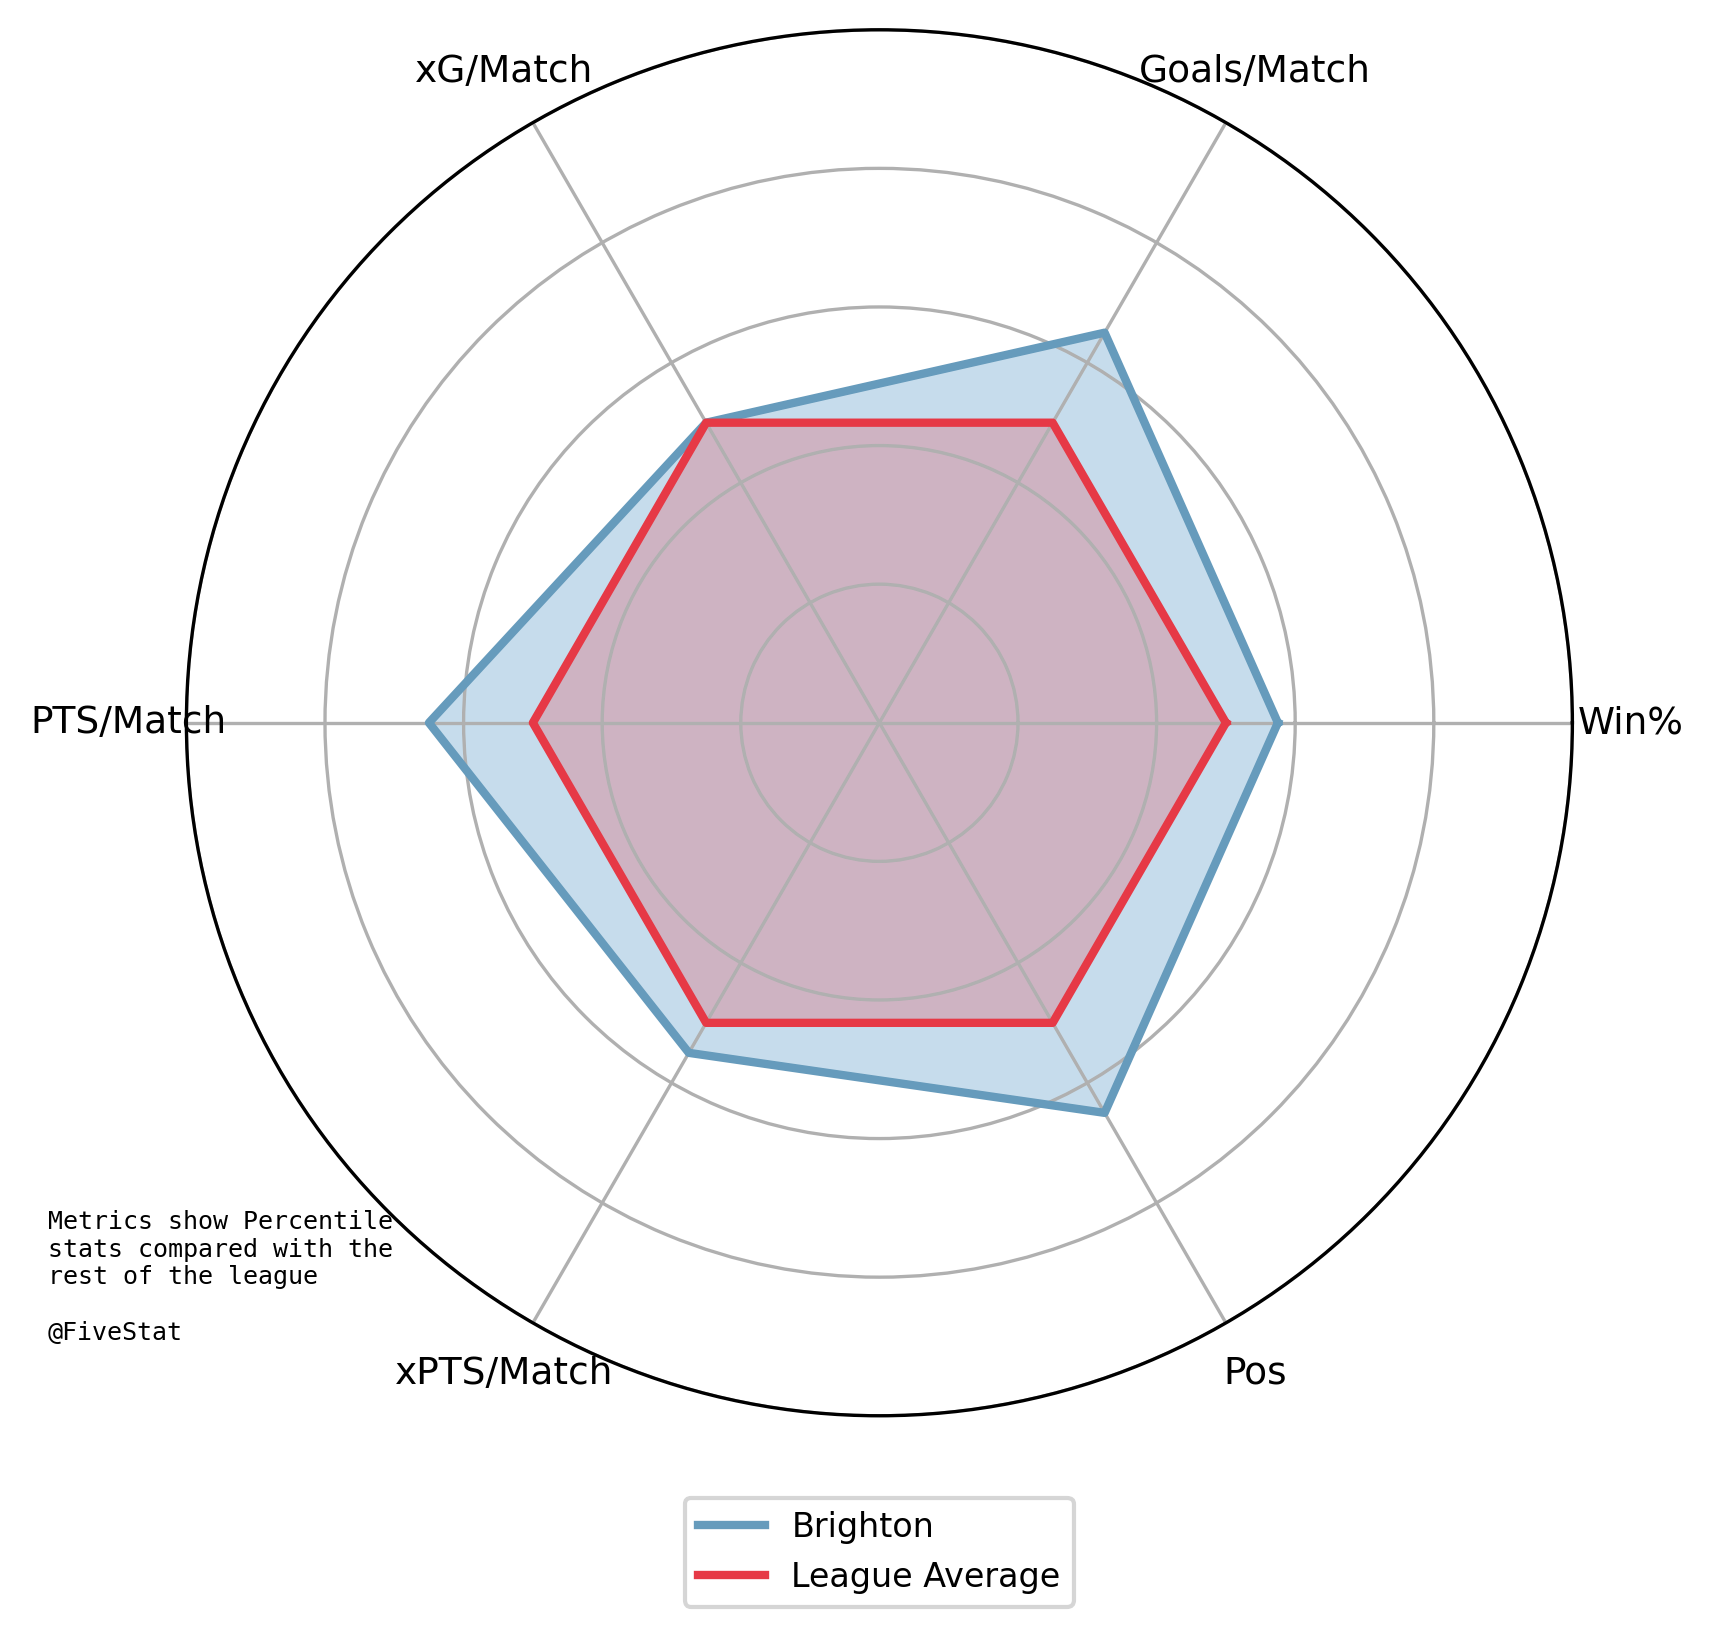 xG/Match
Goals/Match
PTS/Match
Win%
Metrics show Percentile
stats compared with the
rest of the league
@FiveStat
xPTS/Match
Pos
Brighton
League Average